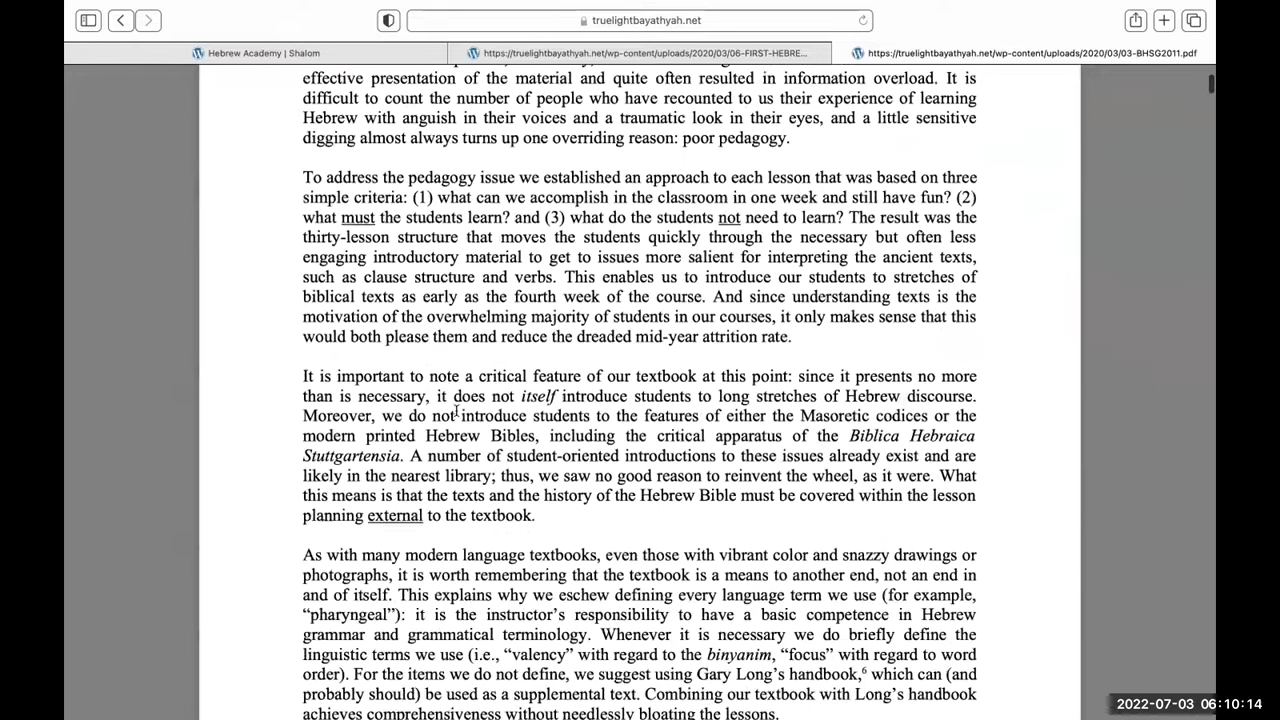 truelightbayathyah.net
Hebrew Academy | Shalom
https://truelightbayathyah.net/wp-content/uploads/2020/03/06-FIRST-HEBRE...
https://truelightbayathyah.net/wp-content/uploads/2020/03/03-BHSG2011.pdf
effective presentation of the material and quite often resulted in information overload. It is
difficult to count the number of people who have recounted to us their experience of learning
Hebrew with anguish in their voices and a traumatic look in their eyes, and a little sensitive
digging almost always turns up one overriding reason: poor pedagogy.
To address the pedagogy issue we established an approach to each lesson that was based on three
simple criteria: (1) what can we accomplish in the classroom in one week and still have fun? (2)
what must the students learn? and (3) what do the students not need to learn? The result was the
thirty-lesson structure that moves the students quickly through the necessary but often less
engaging introductory material to get to issues more salient for interpreting the ancient texts,
such as clause structure and verbs. This enables us to introduce our students to stretches of
biblical texts as early as the fourth week of the course. And since understanding texts is the
motivation of the overwhelming majority of students in our courses, it only makes sense that this
would both please them and reduce the dreaded mid-year attrition rate.
It is important to note a critical feature of our textbook at this point: since it presents no more
than is necessary, it does not itself introduce students to long stretches of Hebrew discourse.
Moreover, we do not introduce students to the features of either the Masoretic codices or the
modern printed Hebrew Bibles, including the critical apparatus of the Biblica Hebraica
Stuttgartensia. A number of student-oriented introductions to these issues already exist and are
likely in the nearest library; thus, we saw no good reason to reinvent the wheel, as it were. What
this means is that the texts and the history of the Hebrew Bible must be covered within the lesson
planning external to the textbook.
As with many modern language textbooks, even those with vibrant color and snazzy drawings or
photographs, it is worth remembering that the textbook is a means to another end, not an end in
and of itself. This explains why we eschew defining every language term we use (for example,
“pharyngeal”): it is the instructor’s responsibility to have a basic competence in Hebrew
grammar and grammatical terminology. Whenever it is necessary we do briefly define the
linguistic terms we use (i.e., “valency” with regard to the binyanim, “focus” with regard to word
order). For the items we do not define, we suggest using Gary Long’s handbook,⁶ which can (and
probably should) be used as a supplemental text. Combining our textbook with Long’s handbook
achieves comprehensiveness without needlessly bloating the lessons.
2022-07-03 06:10:14